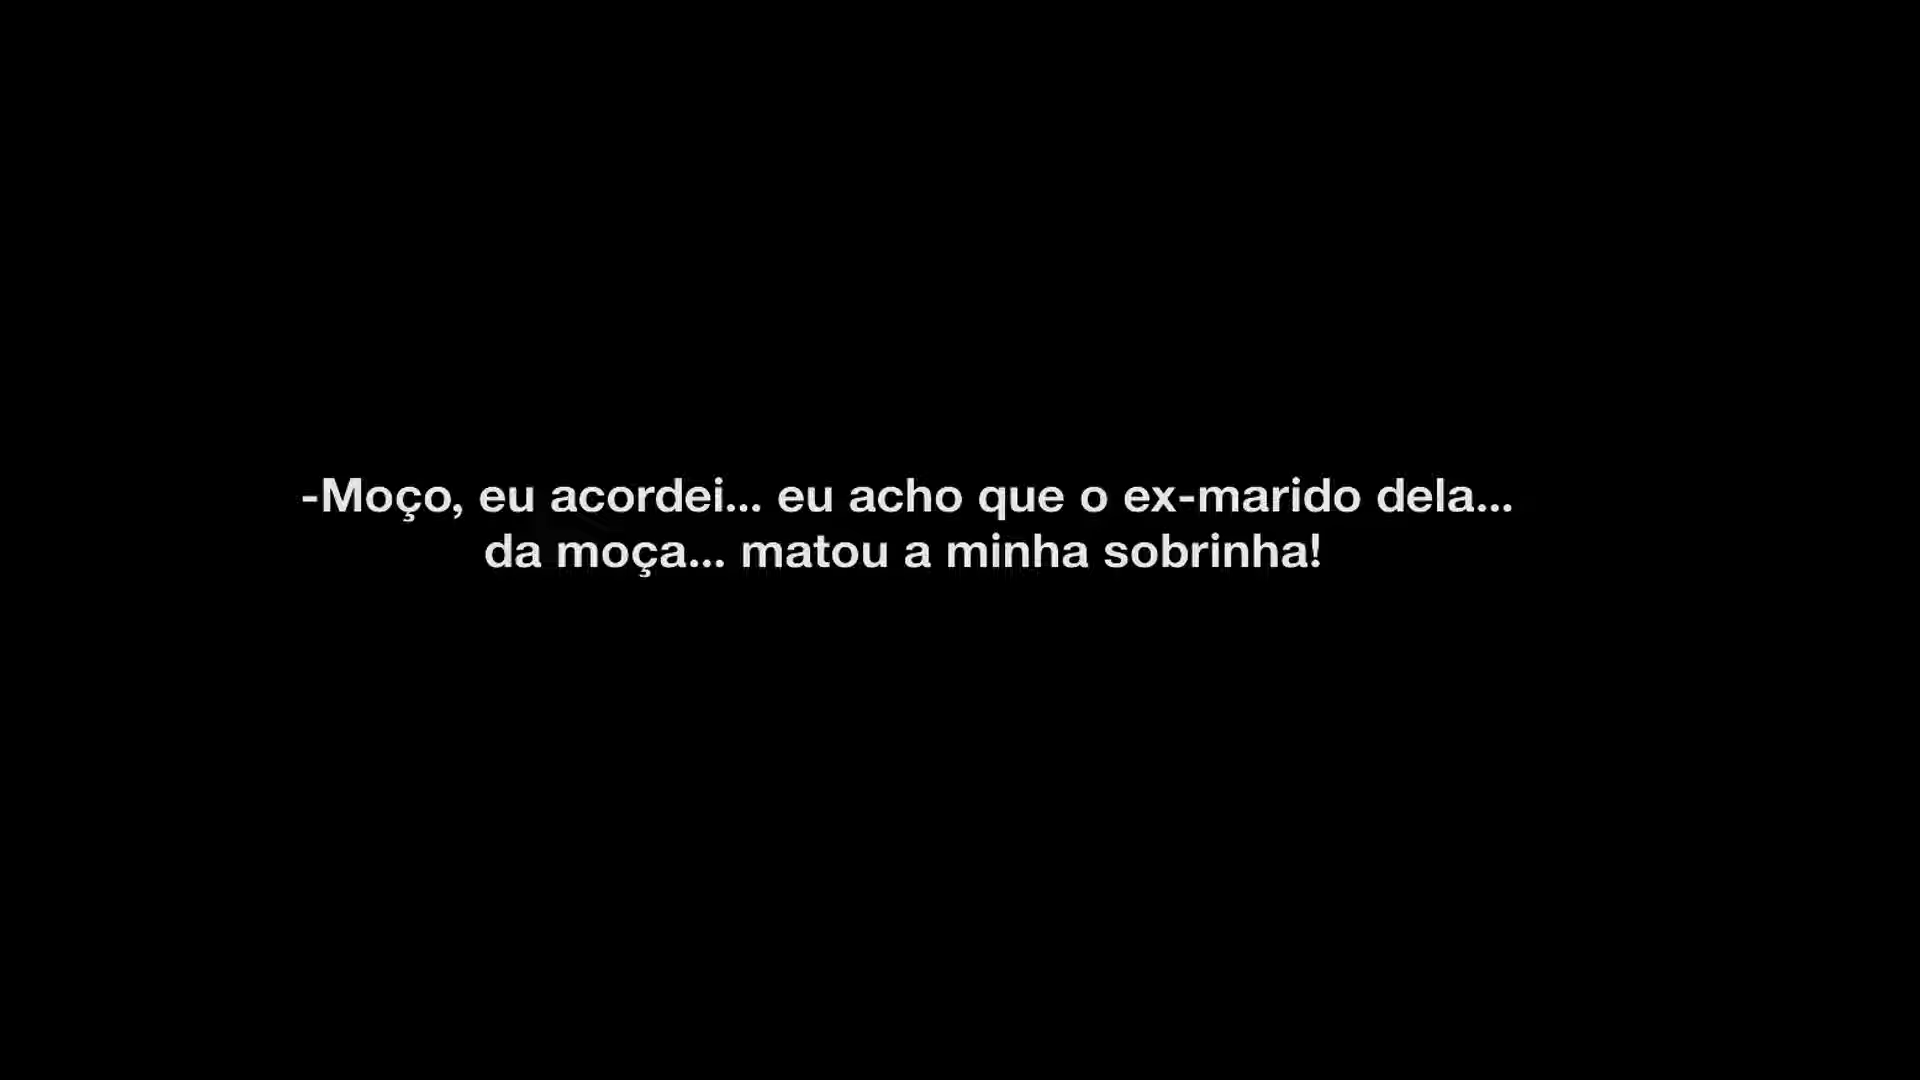 -Moço, eu acordei... eu acho que o ex-marido dela...
da moça... matou a minha sobrinha!